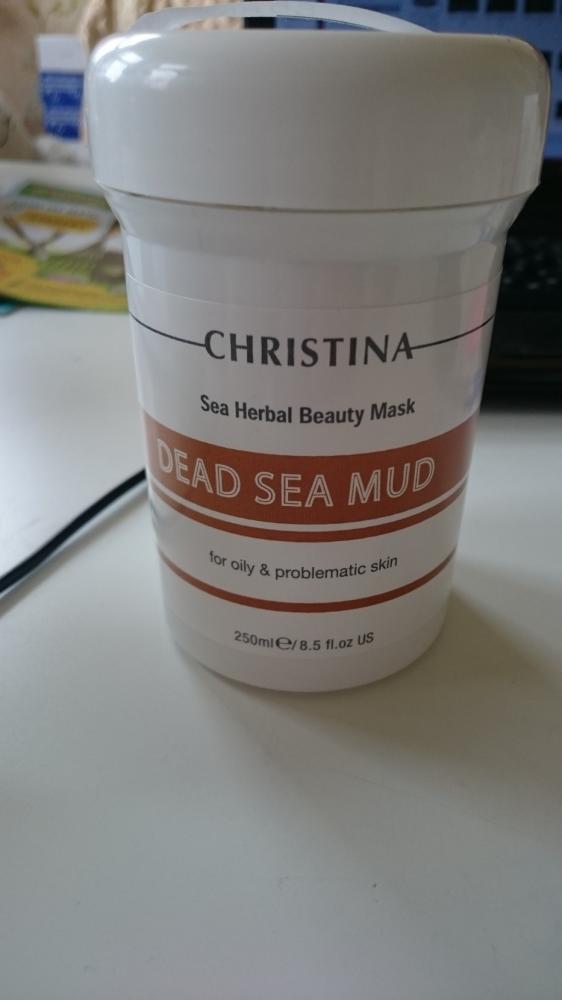 CHRISTINA
Sea Herbal Beauty Mask
DEAD SEA MUD
for oily & problematic skin
250ml℮/8.5 fl.oz US